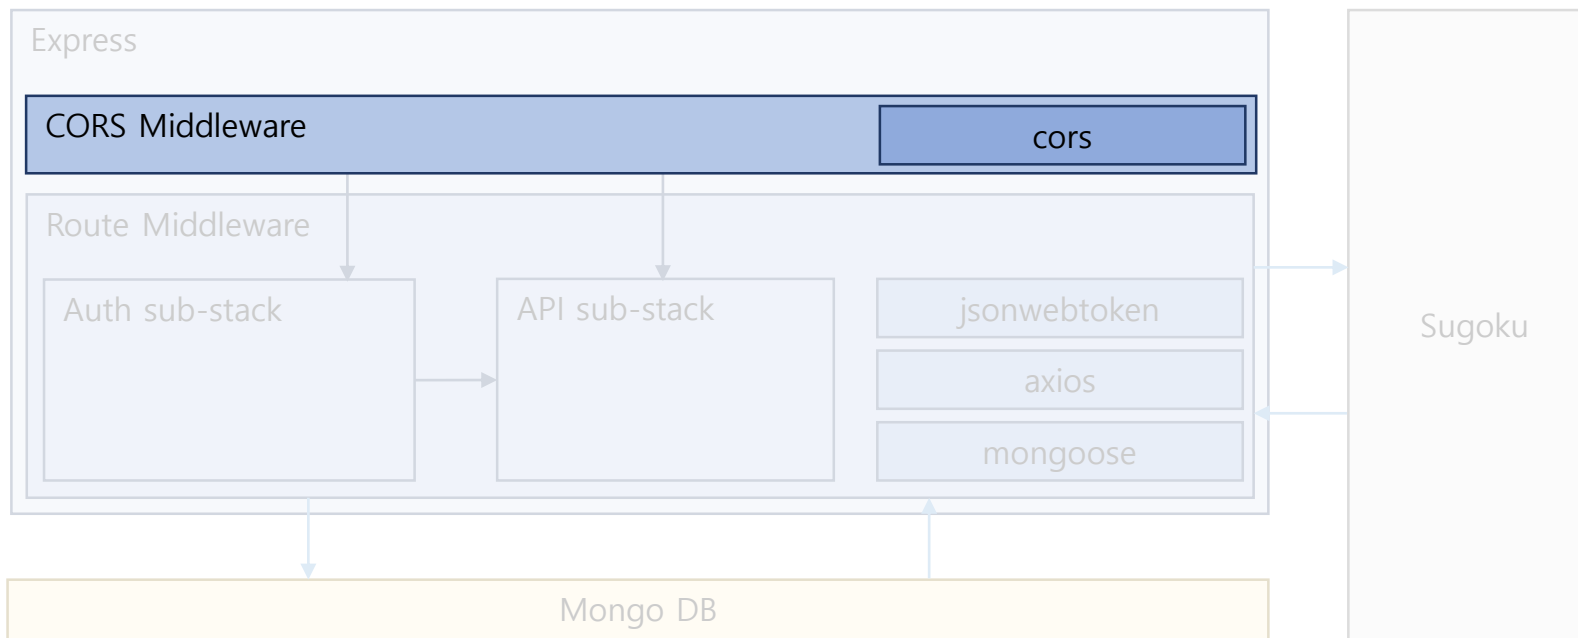 Express
CORS Middleware
cors
Route Middleware
Auth sub-stack
API sub-stack
jsonwebtoken
axios
mongoose
Sugoku
Mongo DB